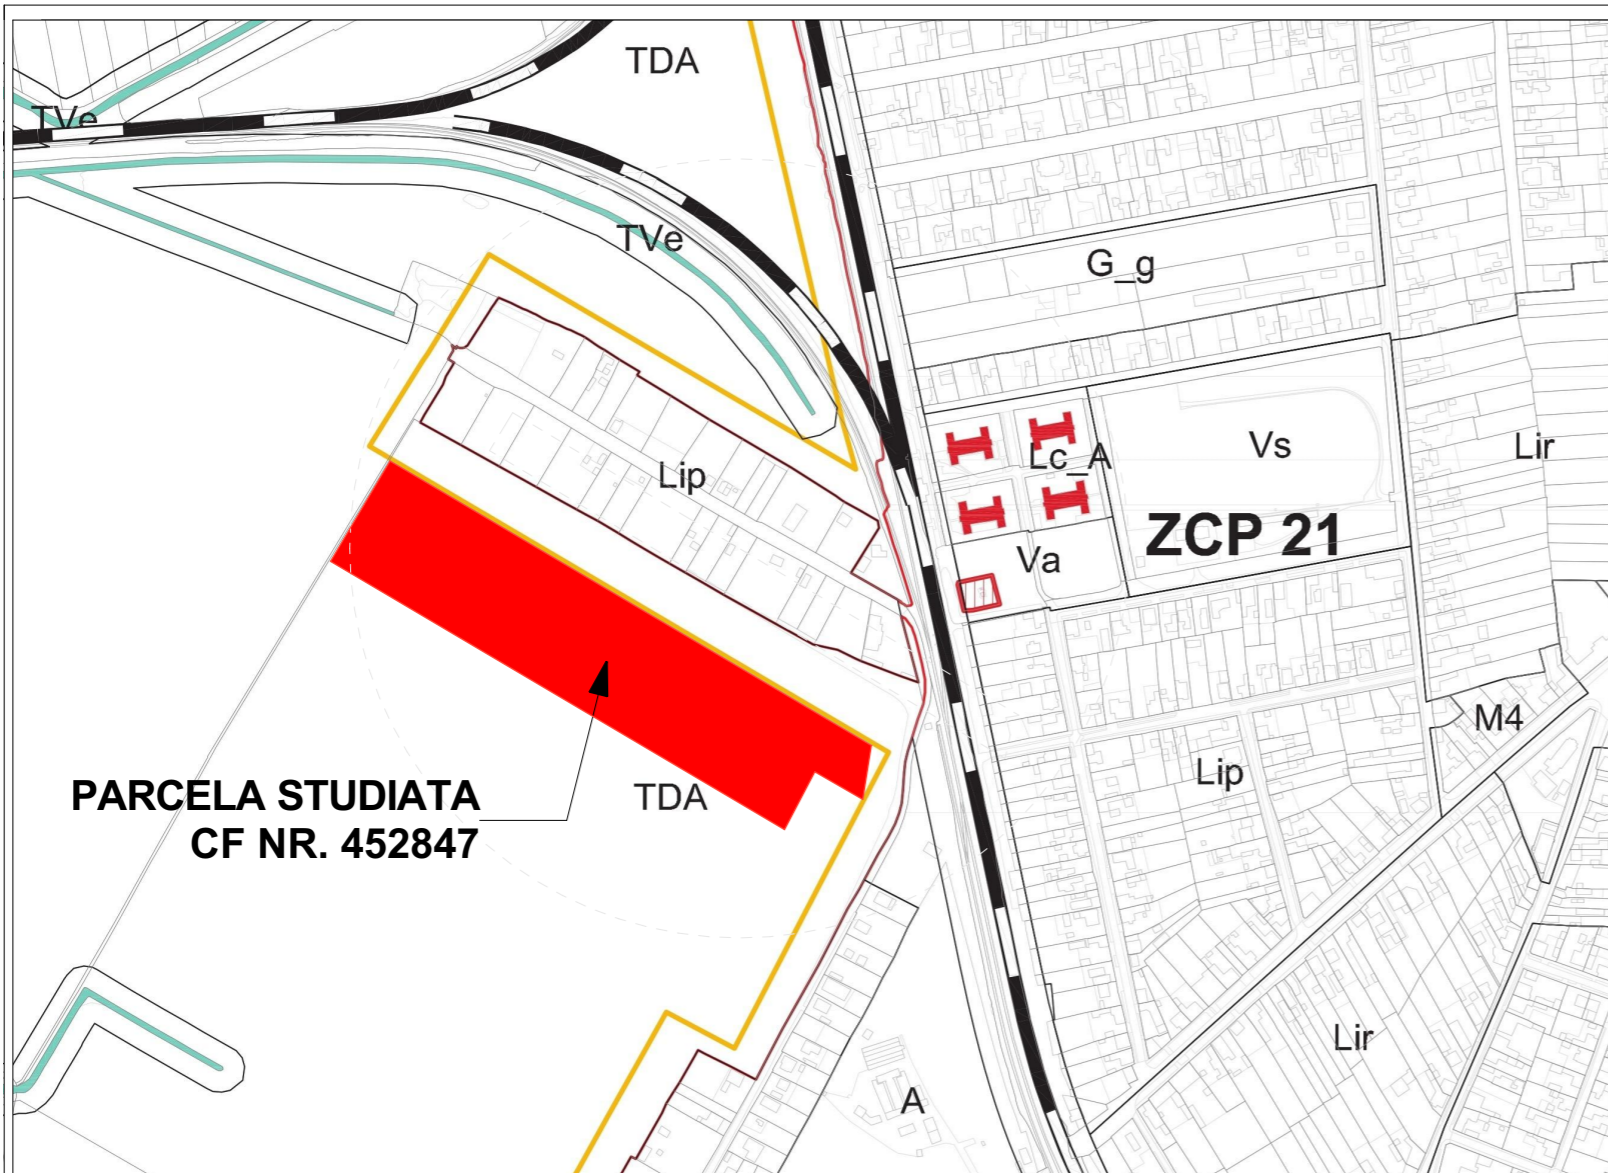 TDA
TVe
TVe
G_g
Lip
Lc_A
Vs
Lir
ZCP 21
Va
M4
Lip
PARCELA STUDIATA
CF NR. 452847
TDA
Lir
A